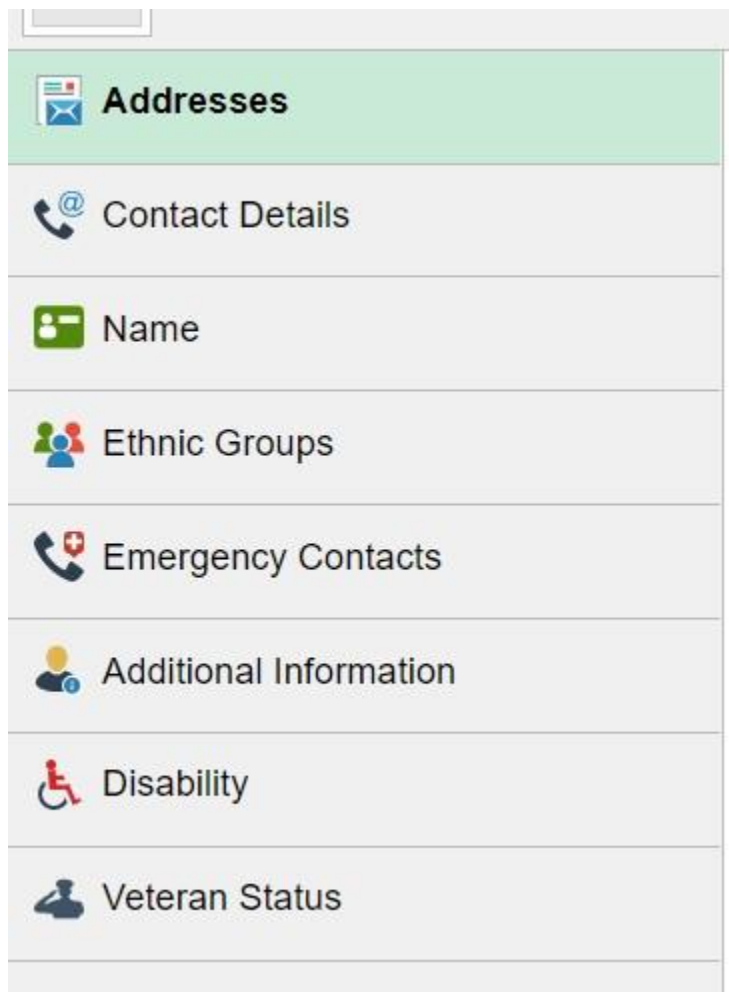 Addresses
Contact Details
Name
Ethnic Groups
Emergency Contacts
Additional Information
Disability
Veteran Status